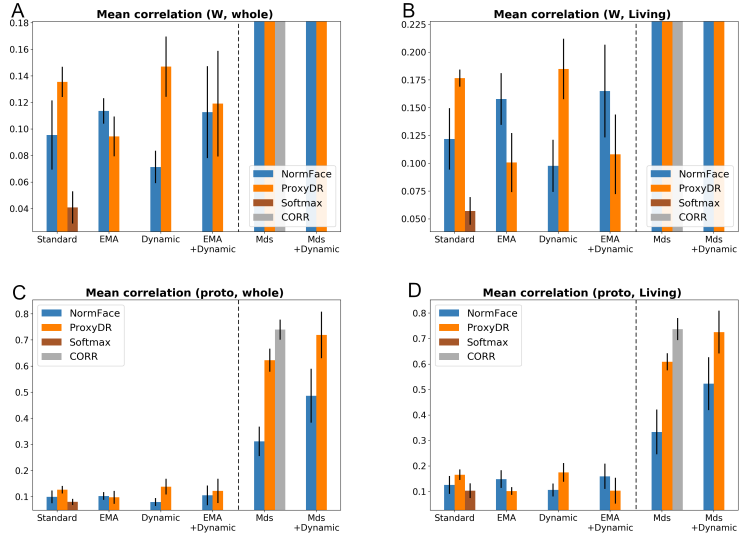 A
Mean correlation (W, whole)
0.18
0.16
0.14
0.12
0.10
0.08
0.06
0.04
NormFace
ProxyDR
Softmax
CORR
Standard
EMA
Dynamic
EMA
+Dynamic
Mds
Mds
+Dynamic
B
Mean correlation (W, Living)
0.225
0.200
0.175
0.150
0.125
0.100
0.075
0.050
NormFace
ProxyDR
Softmax
CORR
Standard
EMA
Dynamic
EMA
+Dynamic
Mds
Mds
+Dynamic
C
Mean correlation (proto, whole)
0.8
0.7
0.6
0.5
0.4
0.3
0.2
0.1
NormFace
ProxyDR
Softmax
CORR
Standard
EMA
Dynamic
EMA
+Dynamic
Mds
Mds
+Dynamic
D
Mean correlation (proto, Living)
0.8
0.7
0.6
0.5
0.4
0.3
0.2
0.1
NormFace
ProxyDR
Softmax
CORR
Standard
EMA
Dynamic
EMA
+Dynamic
Mds
Mds
+Dynamic